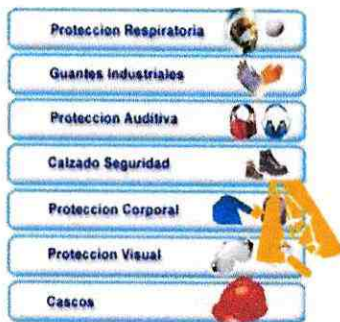 Proteccion Respiratoria
Guantes Industriales
Proteccion Auditiva
Calzado Seguridad
Proteccion Corporal
Proteccion Visual
Cascos